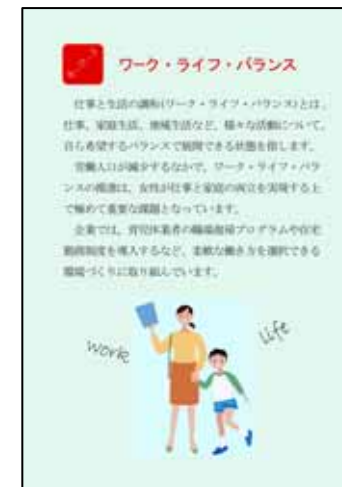 ワーク・ライフ・バランス
仕事と生活の調和(ワーク・ライフ・バランス)とは、
仕事、家庭生活、地域生活など、様々な活動について、
自ら希望するバランスで展開できる状態を指します。
労働人口が減少するなかで、ワーク・ライフ・バラ
ンスの推進は、女性が仕事と家庭の両立を実現する上
で極めて重要な課題となっています。
企業では、育児休業者の職場復帰プログラムや在宅
勤務制度を導入するなど、柔軟な働き方を選択できる
環境づくりに取り組んでいます。
work
life